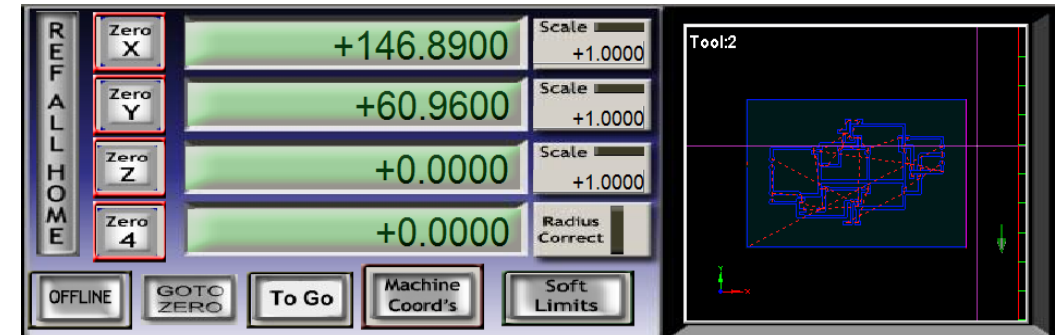 REF ALL HOME
Zero X
+146.8900
Scale
+1.0000
Zero Y
+60.9600
Scale
+1.0000
Zero Z
+0.0000
Scale
+1.0000
Zero 4
+0.0000
Radius
Correct
OFFLINE
GOTO
ZERO
To Go
Machine
Coord's
Soft
Limits
Tool:2
Y
X